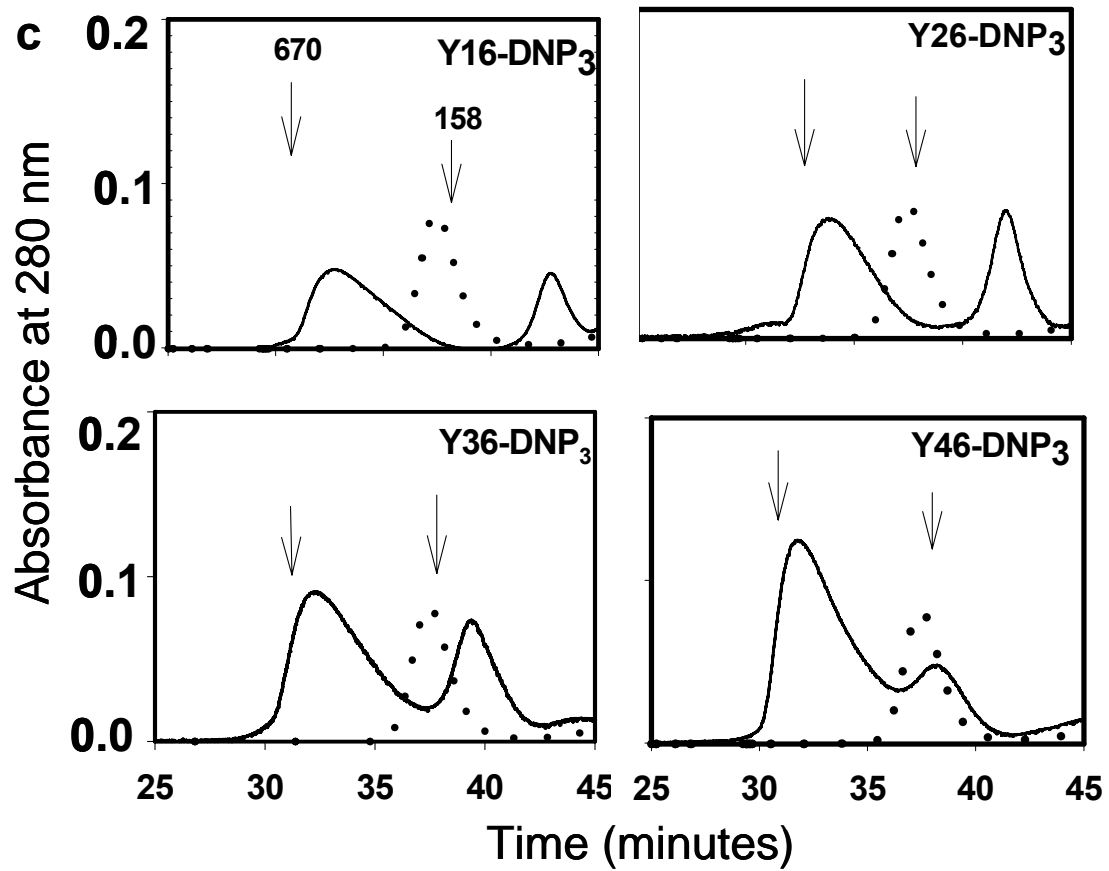 c
Absorbance at 280 nm
0.2
0.1
0.0
670
158
Y16-DNP3
Y26-DNP3
0.2
0.1
0.0
Y36-DNP3
Y46-DNP3
25 30 35 40 45
25 30 35 40 45
Time (minutes)